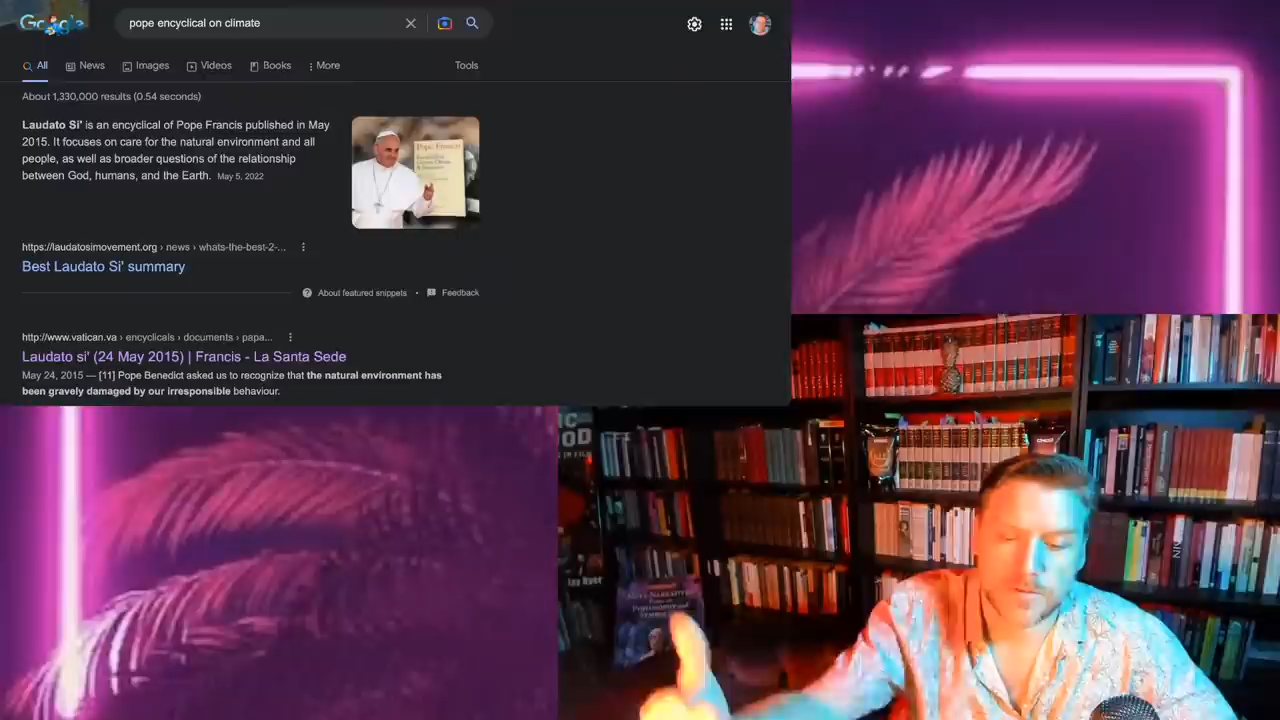 Google
pope encyclical on climate
All
News
Images
Videos
Books
More
Tools
About 1,330,000 results (0.54 seconds)
Laudato Si' is an encyclical of Pope Francis published in May
2015. It focuses on care for the natural environment and all
people, as well as broader questions of the relationship
between God, humans, and the Earth. May 5, 2022
Pope Francis
https://laudatosimovement.org › news › whats-the-best-2-...
Best Laudato Si' summary
About featured snippets • Feedback
http://www.vatican.va › encyclicals › documents › papa...
Laudato si' (24 May 2015) | Francis - La Santa Sede
May 24, 2015 — [11] Pope Benedict asked us to recognize that the natural environment has
been gravely damaged by our irresponsible behaviour.
Jay Dyer